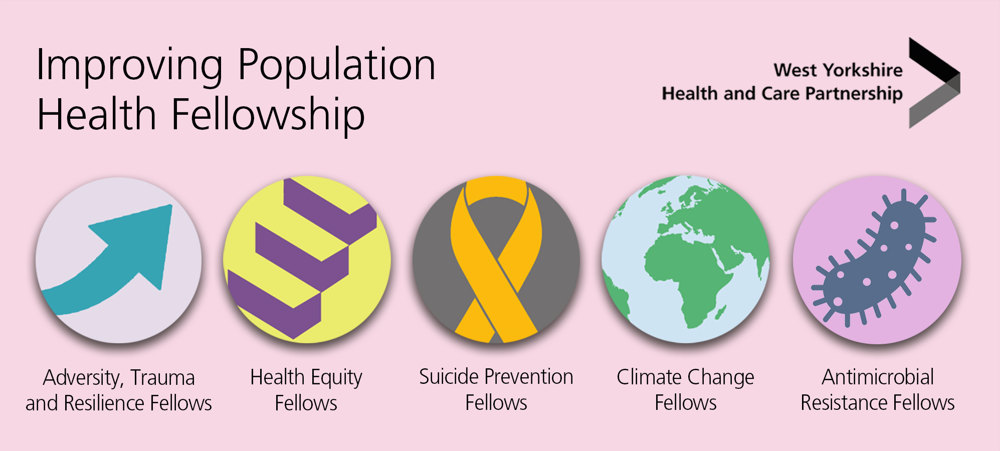 Improving Population
Health Fellowship
West Yorkshire
Health and Care Partnership
Adversity, Trauma
and Resilience Fellows
Health Equity
Fellows
Suicide Prevention
Fellows
Climate Change
Fellows
Antimicrobial
Resistance Fellows